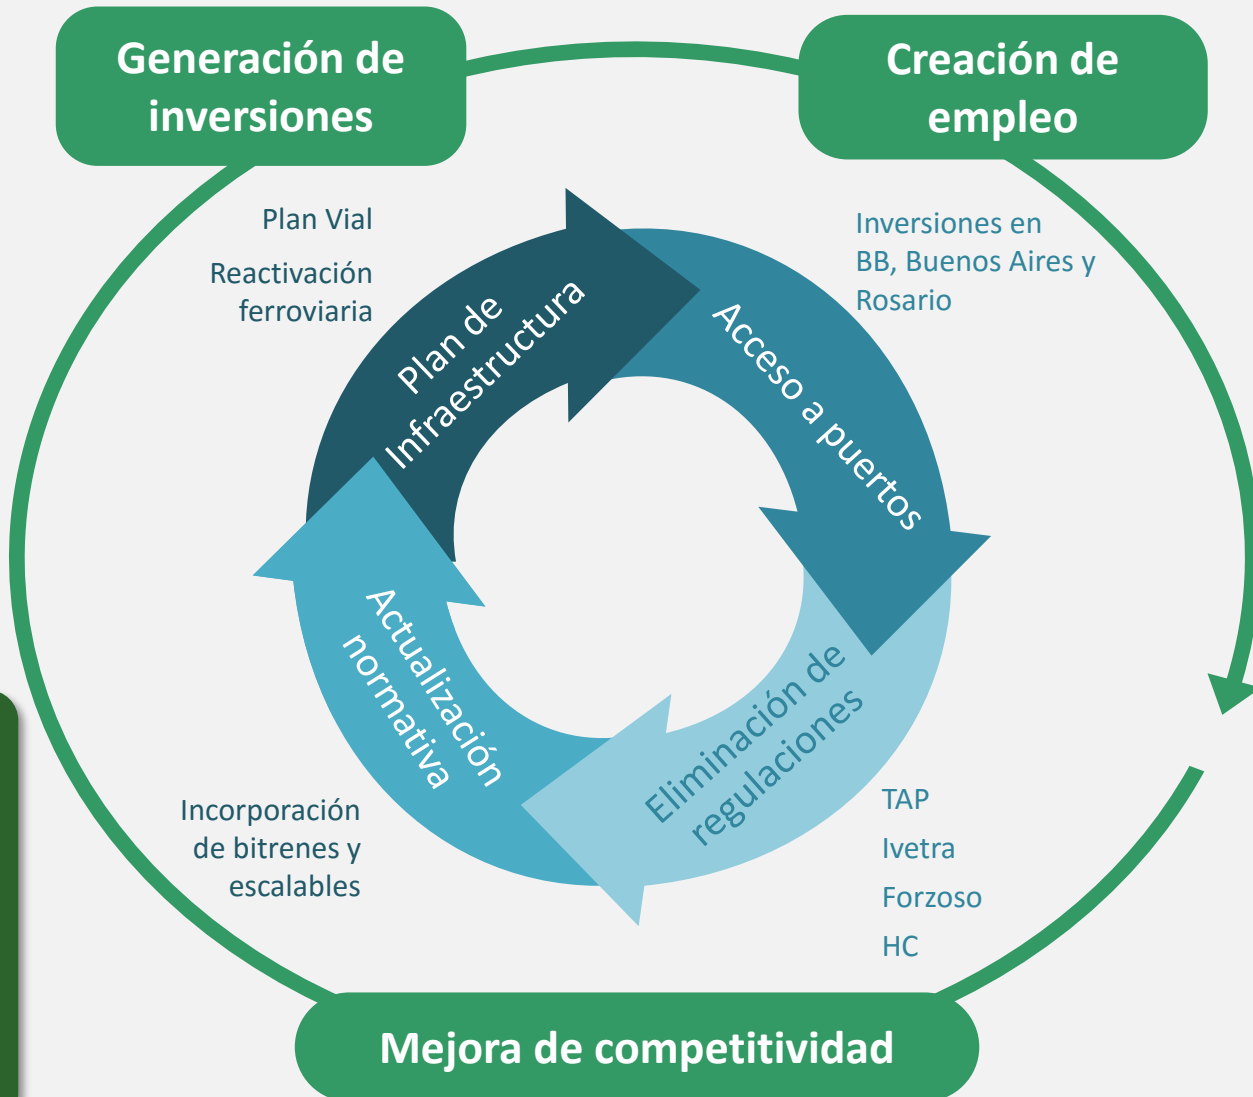 Generación de
inversiones
Creación de
empleo
Plan Vial
Reactivación
ferroviaria
Inversiones en
BB, Buenos Aires y
Rosario
Plan de
Infraestructura
Acceso a puertos
Actualización
normativa
Eliminación de
regulaciones
Incorporación
de bitrenes y
escalables
TAP
Ivetra
Forzoso
HC
Mejora de competitividad